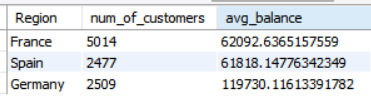 Region num_of_customers avg_balance
France 5014 62092.6365157559
Spain 2477 61818.14776342349
Germany 2509 119730.11613391782